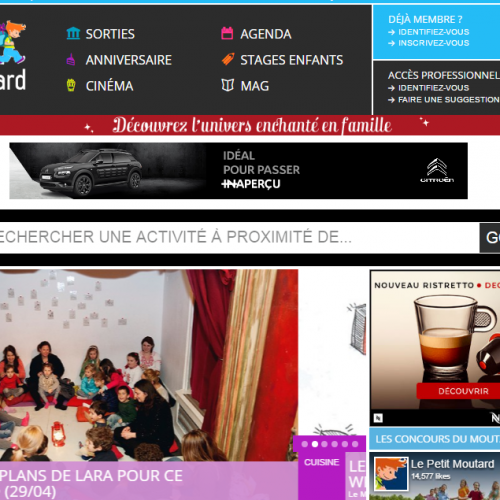 ard
SORTIES
ANNIVERSAIRE
CINÉMA
AGENDA
STAGES ENFANTS
MAG
DÉJÀ MEMBRE ?
→ IDENTIFIEZ-VOUS
→ INSCRIVEZ-VOUS
ACCÈS PROFESSIONNEL
→ IDENTIFIEZ-VOUS
→ FAIRE UNE SUGGESTION
Découvrez l'univers enchanté en famille
IDÉAL
POUR PASSER
INAPERÇU
CITROËN
ECHERCHER UNE ACTIVITÉ À PROXIMITÉ DE...
G
NOUVEAU RISTRETTO • DEC
DÉCOUVRIR
N
LES CONCOURS DU MOUT
Le Petit Moutard
14,577 likes
CUISINE
LE
W
Le M
PLANS DE LARA POUR CE
(29/04)